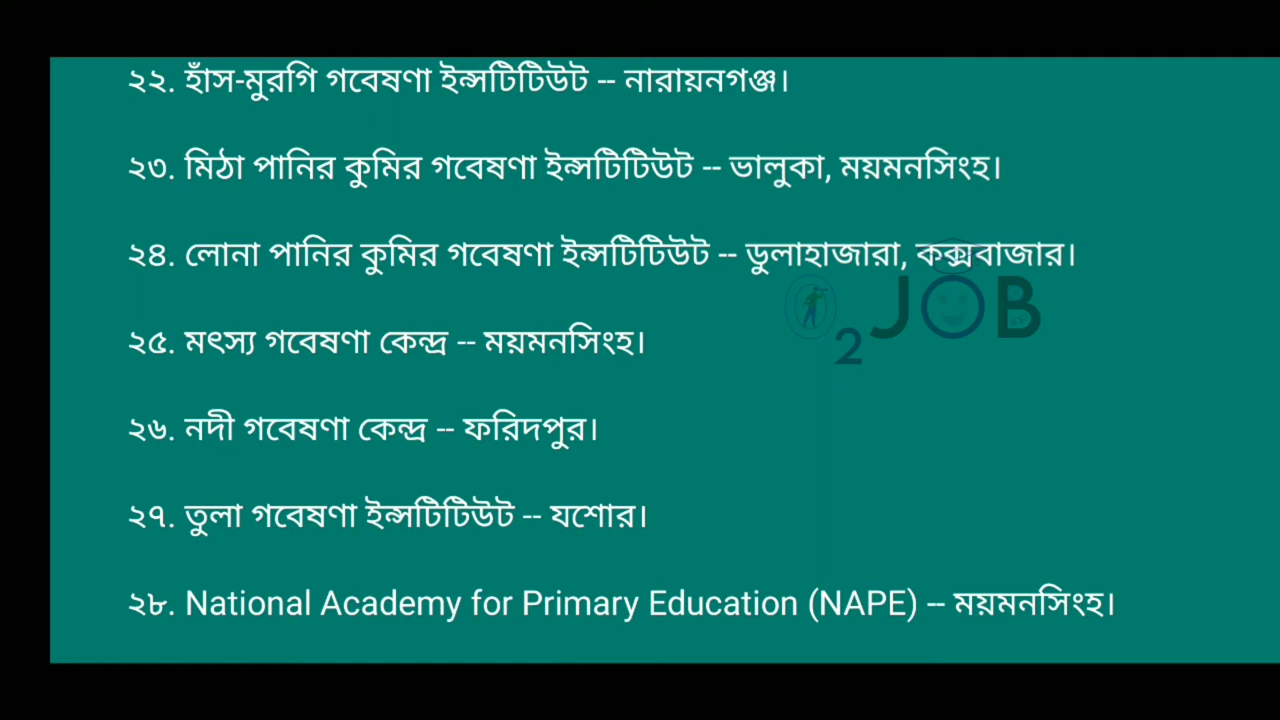 ২২. হাঁস-মুরগি গবেষণা ইন্সটিটিউট -- নারায়নগঞ্জ।
২৩. মিঠা পানির কুমির গবেষণা ইন্সটিটিউট -- ভালুকা, ময়মনসিংহ।
২৪. লোনা পানির কুমির গবেষণা ইন্সটিটিউট -- ডুলাহাজারা, কক্সবাজার।
O2JOB
২৫. মৎস্য গবেষণা কেন্দ্র -- ময়মনসিংহ।
২৬. নদী গবেষণা কেন্দ্র -- ফরিদপুর।
২৭. তুলা গবেষণা ইন্সটিটিউট -- যশোর।
২৮. National Academy for Primary Education (NAPE) -- ময়মনসিংহ।